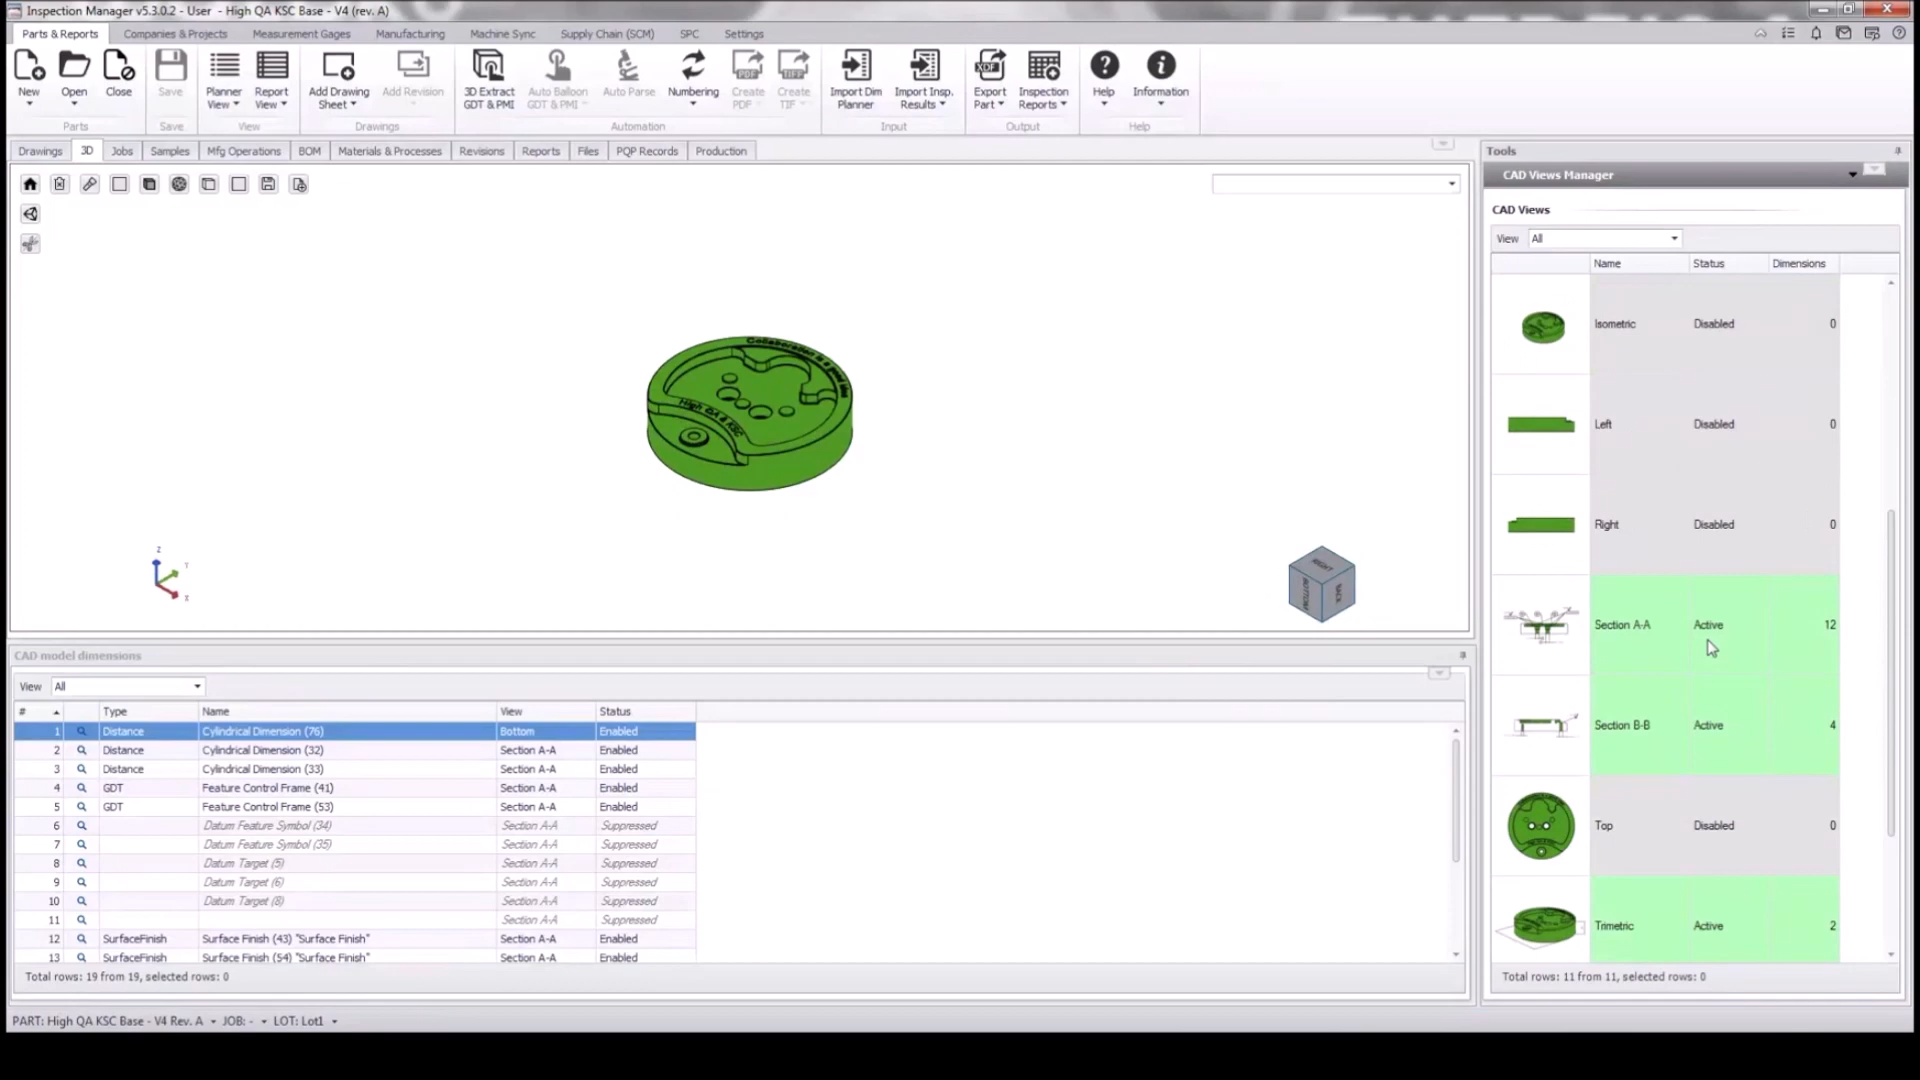 Inspection Manager v5.3.0.2 - User - High QA KSC Base - V4 (rev. A)
Parts & Reports Companies & Projects Measurement Gages Manufacturing Machine Sync Supply Chain (SCM) SPC Settings
New Open Close Save Planner View Report View Add Drawing Sheet Add Revision 3D Extract GDT & PMI Auto Balloon GDT & PMI Auto Parse Numbering Create PDF Create TIF Import Dim Planner Import Insp. Results Export Part Inspection Reports Help Information
Parts Save View Drawings Automation Input Output Help
Drawings 3D Jobs Samples Mfg Operations BOM Materials & Processes Revisions Reports Files PQP Records Production
Collaboration is a good idea
High QA & KSC
Z
Y
X
RIGHT
BOTTOM
BACK
CAD model dimensions
View All
# Type Name View Status
1 Distance Cylindrical Dimension (76) Bottom Enabled
2 Distance Cylindrical Dimension (32) Section A-A Enabled
3 Distance Cylindrical Dimension (33) Section A-A Enabled
4 GDT Feature Control Frame (41) Section A-A Enabled
5 GDT Feature Control Frame (53) Section A-A Enabled
6 Datum Feature Symbol (34) Section A-A Suppressed
7 Datum Feature Symbol (35) Section A-A Suppressed
8 Datum Target (5) Section A-A Suppressed
9 Datum Target (6) Section A-A Suppressed
10 Datum Target (8) Section A-A Suppressed
11 Section A-A Suppressed
12 SurfaceFinish Surface Finish (43) "Surface Finish" Section A-A Enabled
13 SurfaceFinish Surface Finish (54) "Surface Finish" Section A-A Enabled
Total rows: 19 from 19, selected rows: 0
Tools
CAD Views Manager
CAD Views
View All
Name Status Dimensions
Isometric Disabled 0
Left Disabled 0
Right Disabled 0
Section A-A Active 12
Section B-B Active 4
Top Disabled 0
Trimetric Active 2
Total rows: 11 from 11, selected rows: 0
PART: High QA KSC Base - V4 Rev. A JOB: - LOT: Lot1